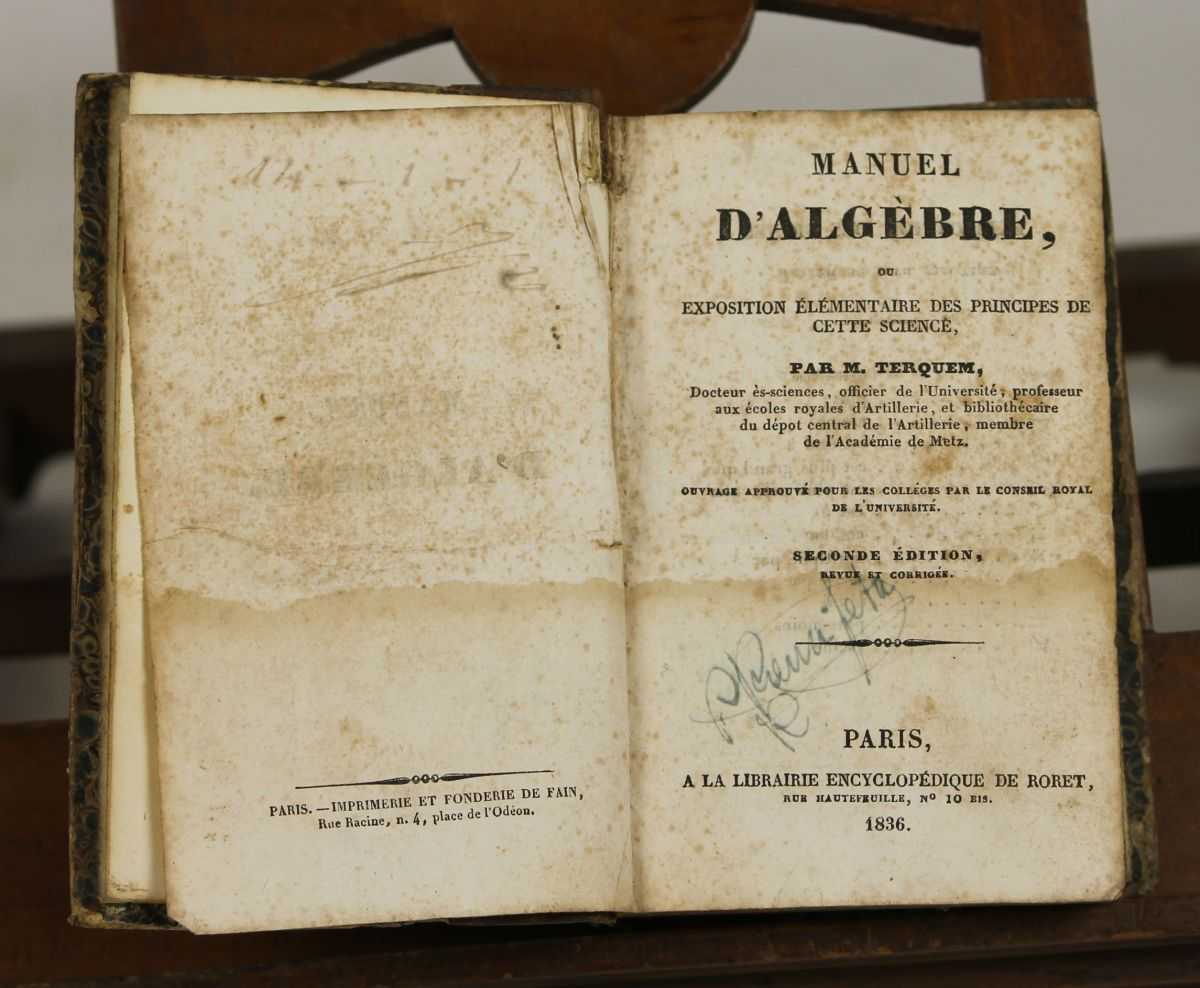 PARIS. — IMPRIMERIE ET FONDERIE DE FAIN,
Rue Racine, n. 4, place de l'Odéon.
MANUEL
D'ALGÈBRE,
OU
EXPOSITION ÉLÉMENTAIRE DES PRINCIPES DE
CETTE SCIENCE,
PAR M. TERQUEM,
Docteur ès-sciences, officier de l'Université, professeur
aux écoles royales d'Artillerie, et bibliothécaire
du dépot central de l'Artillerie, membre
de l'Académie de Metz.
OUVRAGE APPROUVÉ POUR LES COLLÉGES PAR LE CONSEIL ROYAL
DE L'UNIVERSITÉ.
SECONDE ÉDITION,
REVUE ET CORRIGÉE.
PARIS,
A LA LIBRAIRIE ENCYCLOPÉDIQUE DE RORET,
RUE HAUTEFEUILLE, Nº 10 BIS.
1836.